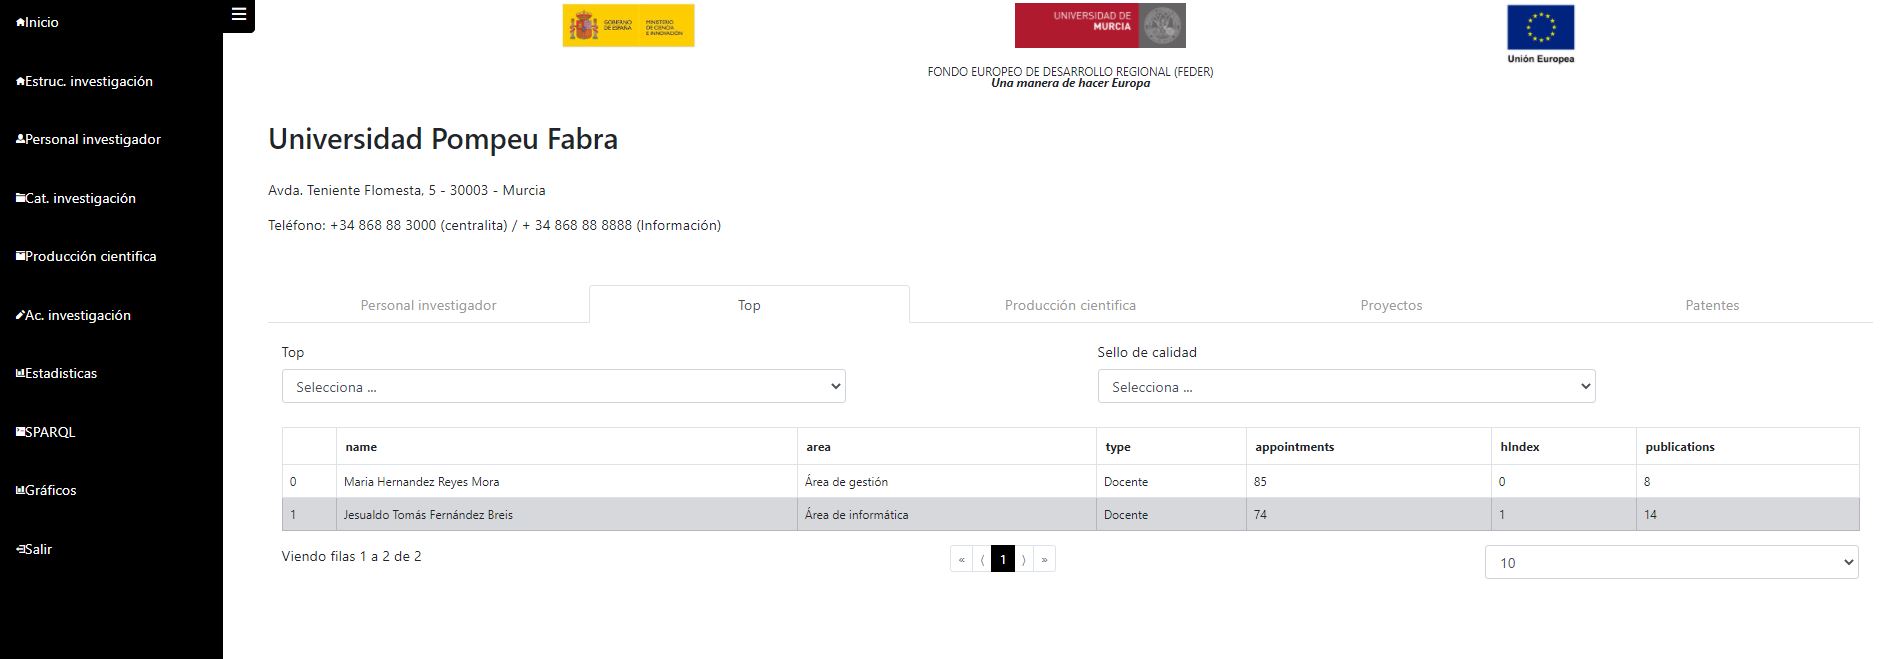 Inicio
Estruc. investigación
Personal investigador
Cat. investigación
Producción cientifica
Ac. investigación
Estadisticas
SPARQL
Gráficos
Salir
GOBIERNO DE ESPAÑA
MINISTERIO DE CIENCIA E INNOVACIÓN
UNIVERSIDAD DE
MURCIA
Unión Europea
FONDO EUROPEO DE DESARROLLO REGIONAL (FEDER)
Una manera de hacer Europa
Universidad Pompeu Fabra
Avda. Teniente Flomesta, 5 - 30003 - Murcia
Teléfono: +34 868 88 3000 (centralita) / + 34 868 88 8888 (Información)
Personal investigador Top Producción cientifica Proyectos Patentes
Top Sello de calidad
Selecciona ... Selecciona ...
name area type appointments hIndex publications
0 Maria Hernandez Reyes Mora Área de gestión Docente 85 0 8
1 Jesualdo Tomás Fernández Breis Área de informática Docente 74 1 14
Viendo filas 1 a 2 de 2 « ⟨ 1 ⟩ » 10